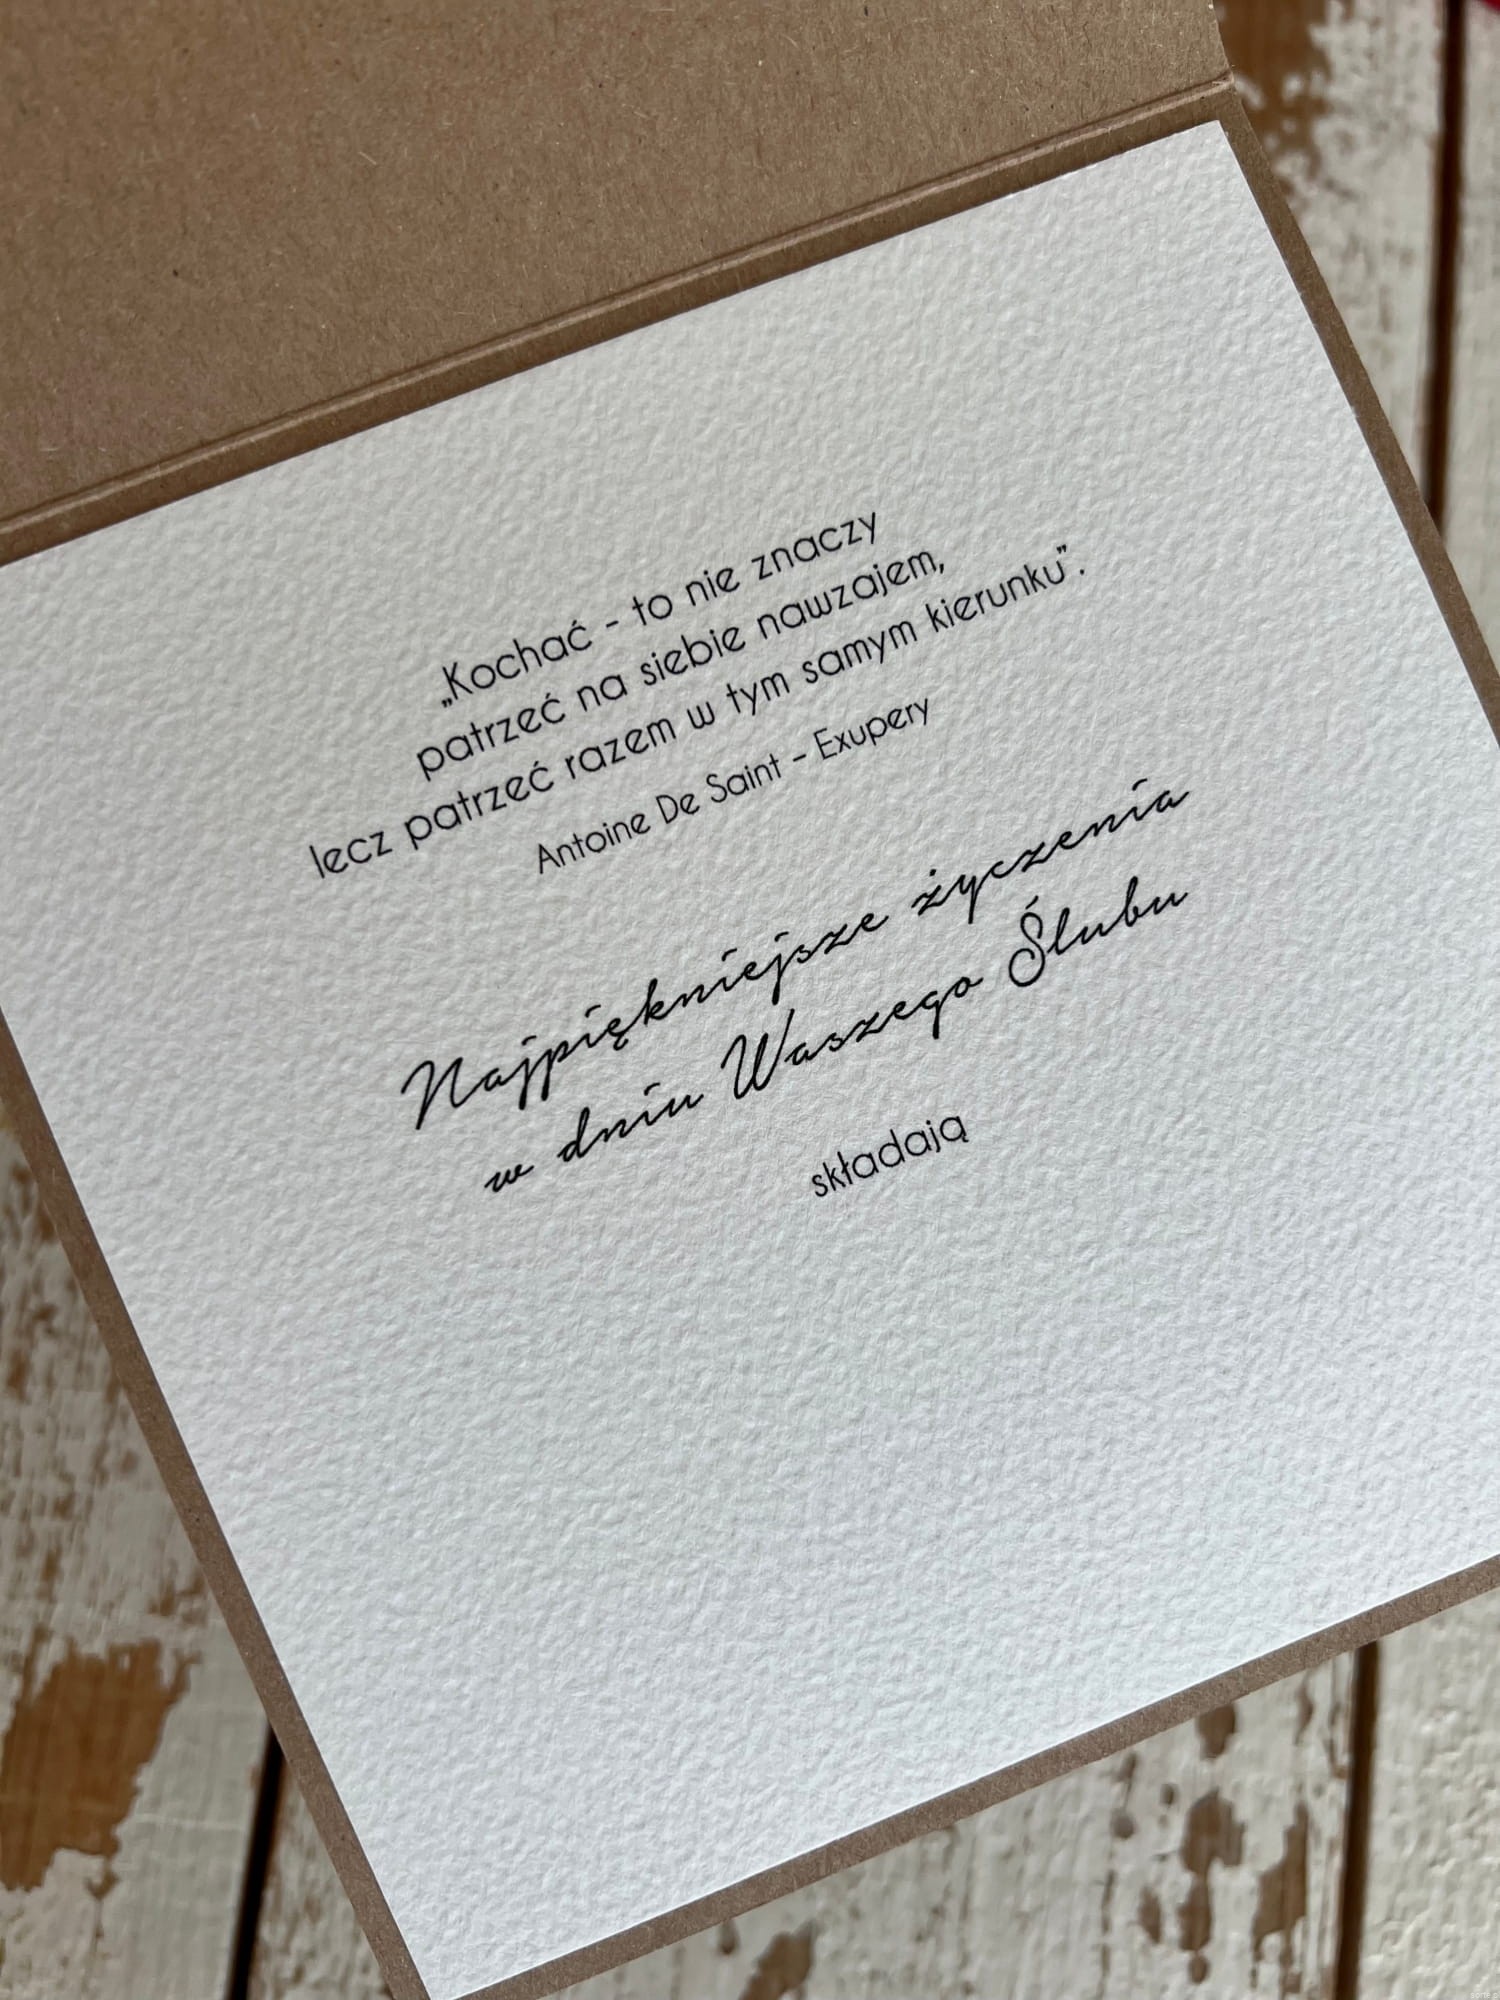 „Kochać - to nie znaczy
patrzeć na siebie nawzajem,
lecz patrzeć razem w tym samym kierunku”.
Antoine De Saint - Exupery
Najpiękniejsze życzenia
w dniu Waszego Ślubu
składają